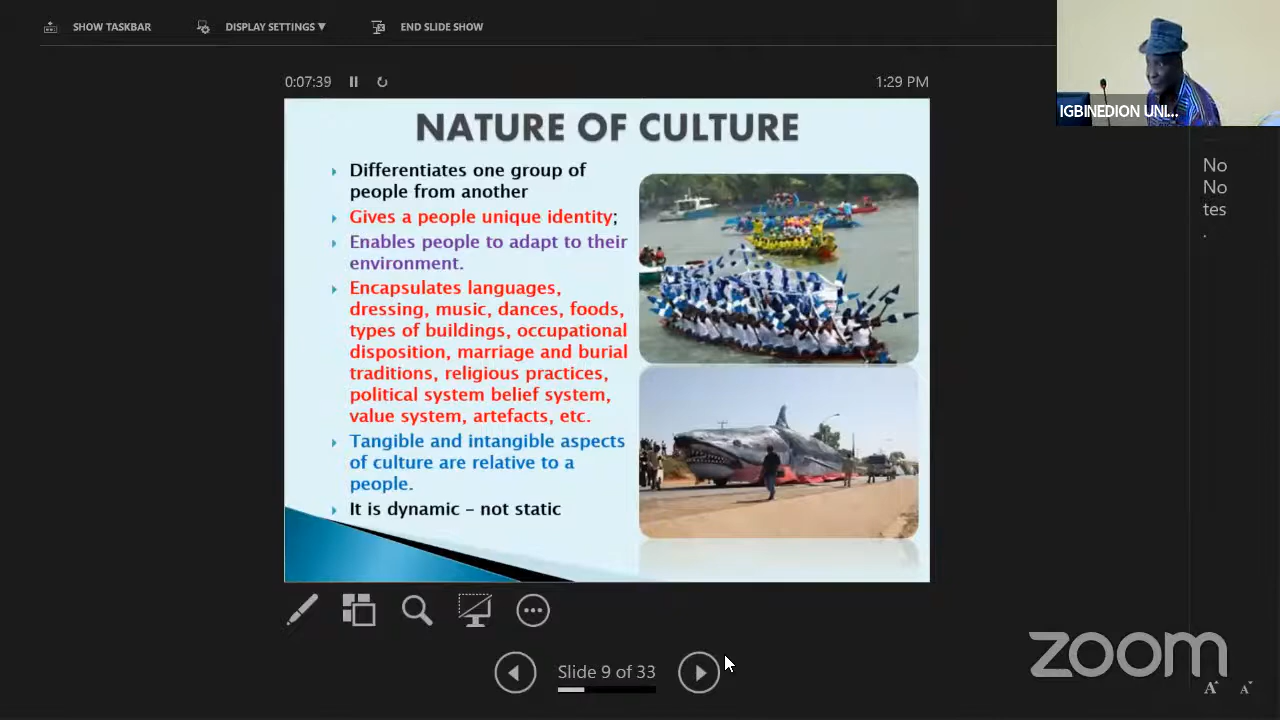 SHOW TASKBAR
DISPLAY SETTINGS ▼
END SLIDE SHOW
IGBINEDION UNI...
0:07:39
1:29 PM
NATURE OF CULTURE
Differentiates one group of
people from another
Gives a people unique identity;
Enables people to adapt to their
environment.
Encapsulates languages,
dressing, music, dances, foods,
types of buildings, occupational
disposition, marriage and burial
traditions, religious practices,
political system belief system,
value system, artefacts, etc.
Tangible and intangible aspects
of culture are relative to a
people.
It is dynamic – not static
No
No
tes
.
Slide 9 of 33
zoom
A A